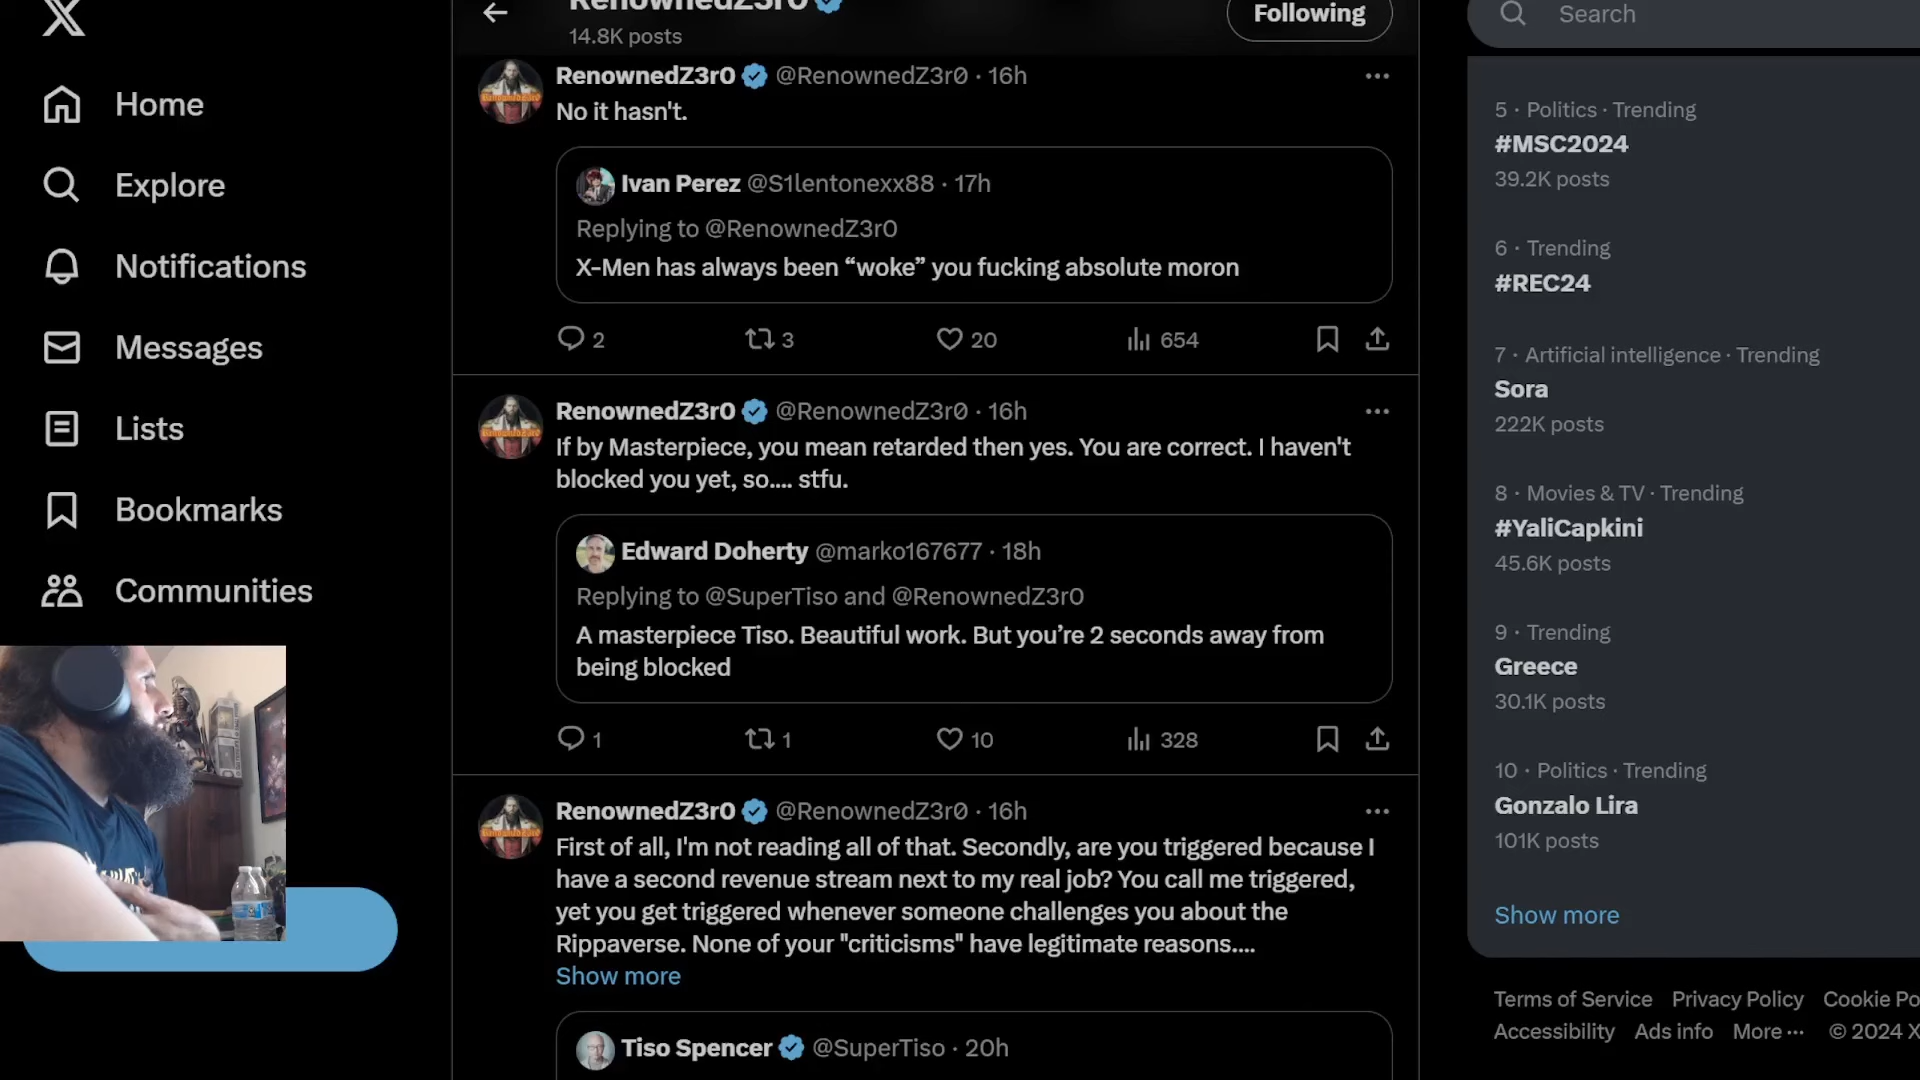 RenownedZ3r0
14.8K posts
Following
Search
Home
Explore
Notifications
Messages
Lists
Bookmarks
Communities
RenownedZ3r0 @RenownedZ3r0 · 16h
No it hasn't.
Ivan Perez @S1lentonexx88 · 17h
Replying to @RenownedZ3r0
X-Men has always been “woke” you fucking absolute moron
2 3 20 654
RenownedZ3r0 @RenownedZ3r0 · 16h
If by Masterpiece, you mean retarded then yes. You are correct. I haven't
blocked you yet, so.... stfu.
Edward Doherty @marko167677 · 18h
Replying to @SuperTiso and @RenownedZ3r0
A masterpiece Tiso. Beautiful work. But you’re 2 seconds away from
being blocked
1 1 10 328
RenownedZ3r0 @RenownedZ3r0 · 16h
First of all, I'm not reading all of that. Secondly, are you triggered because I
have a second revenue stream next to my real job? You call me triggered,
yet you get triggered whenever someone challenges you about the
Rippaverse. None of your "criticisms" have legitimate reasons....
Show more
Tiso Spencer @SuperTiso · 20h
5 · Politics · Trending
#MSC2024
39.2K posts
6 · Trending
#REC24
7 · Artificial intelligence · Trending
Sora
222K posts
8 · Movies & TV · Trending
#YaliCapkini
45.6K posts
9 · Trending
Greece
30.1K posts
10 · Politics · Trending
Gonzalo Lira
101K posts
Show more
Terms of Service Privacy Policy Cookie Po
Accessibility Ads info More ··· © 2024 X